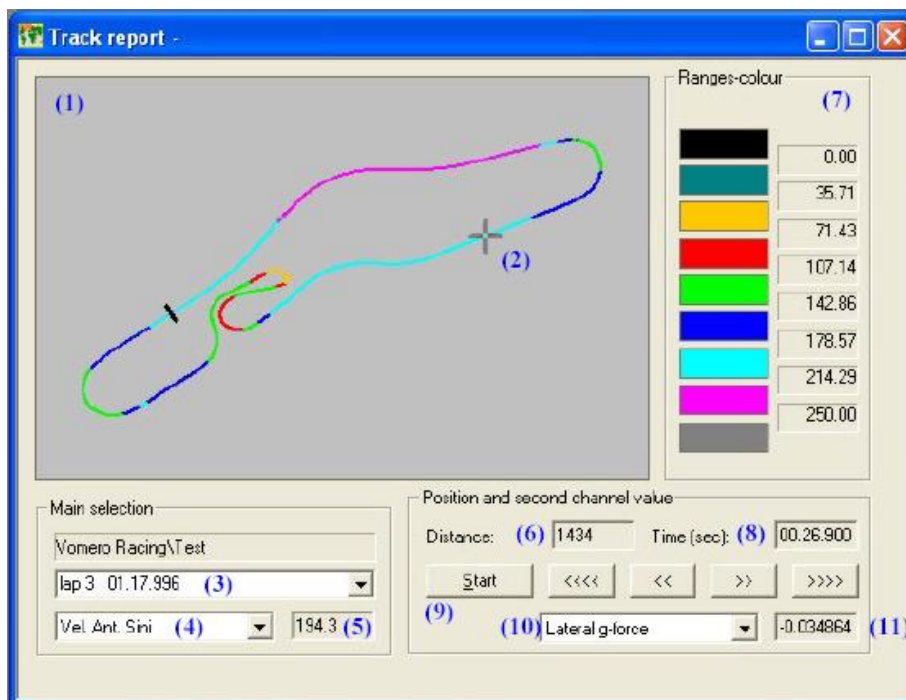 Track report -
(1)
(2)
Ranges-colour
(7)
0.00
35.71
71.43
107.14
142.86
178.57
214.29
250.00
Main selection
Vomero Racing\Test
lap 3 01.17.996 (3)
Vel. Ant. Sini (4) 194.3 (5)
Position and second channel value
Distance: (6) 1434 Time (sec): (8) 00.26.900
Start <<<< << >> >>>>
(9)
(10) Lateral g-force -0.034864 (11)